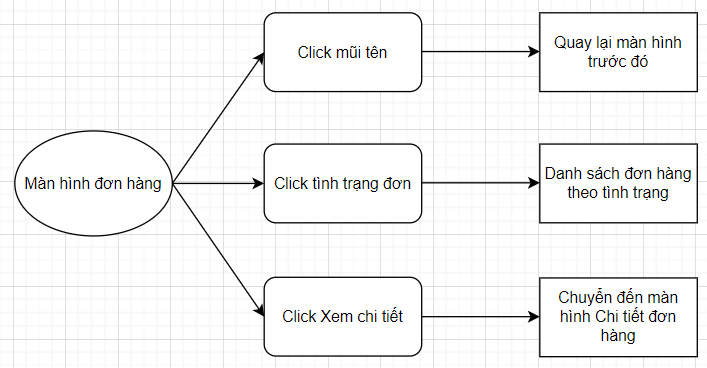 Màn hình đơn hàng
Click mũi tên
Quay lại màn hình
trước đó
Click tình trạng đơn
Danh sách đơn hàng
theo tình trạng
Click Xem chi tiết
Chuyển đến màn
hình Chi tiết đơn
hàng